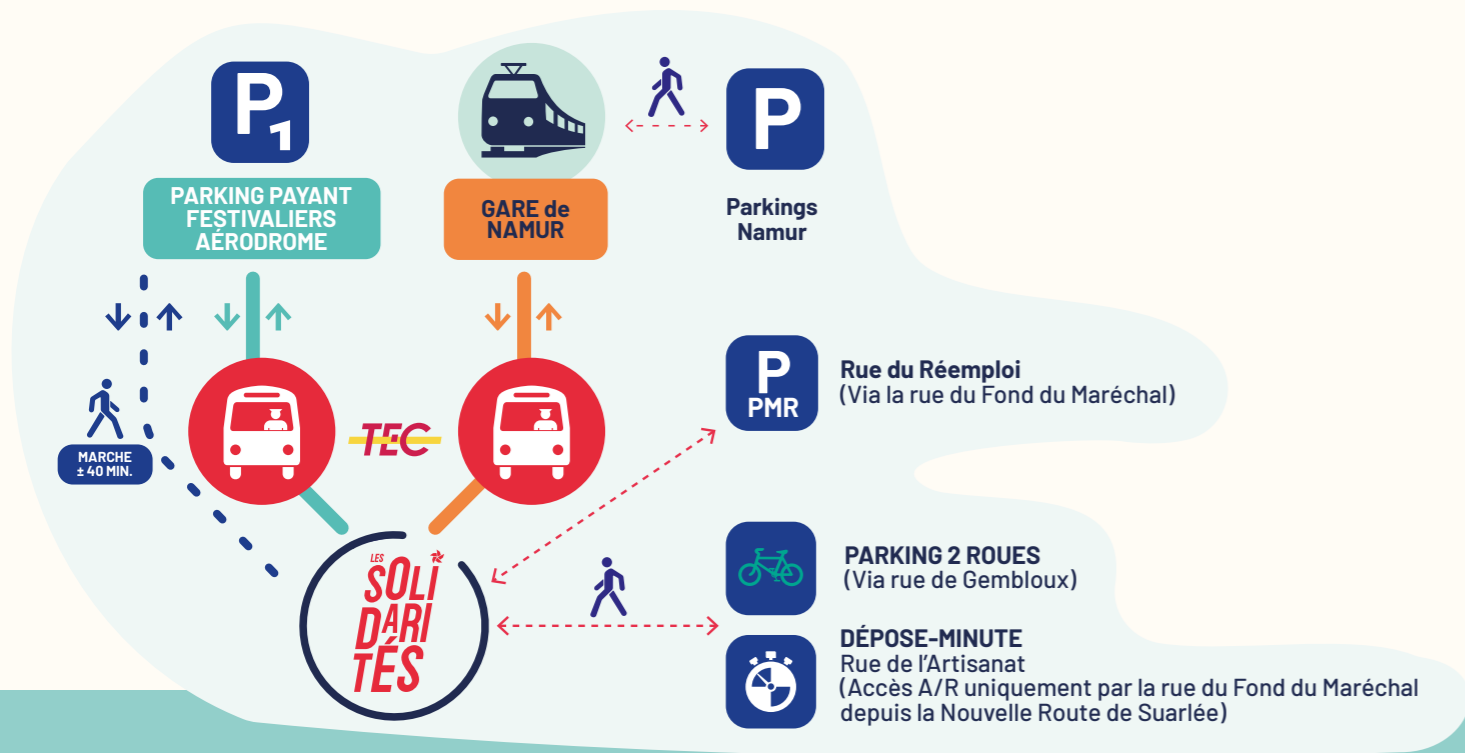 P1
PARKING PAYANT
FESTIVALIERS
AÉRODROME
GARE de
NAMUR
P
Parkings
Namur
MARCHE
± 40 MIN.
TEC
P
PMR
Rue du Réemploi
(Via la rue du Fond du Maréchal)
LES
SOLI
DARI
TÉS
PARKING 2 ROUES
(Via rue de Gembloux)
DÉPOSE-MINUTE
Rue de l'Artisanat
(Accès A/R uniquement par la rue du Fond du Maréchal
depuis la Nouvelle Route de Suarlée)